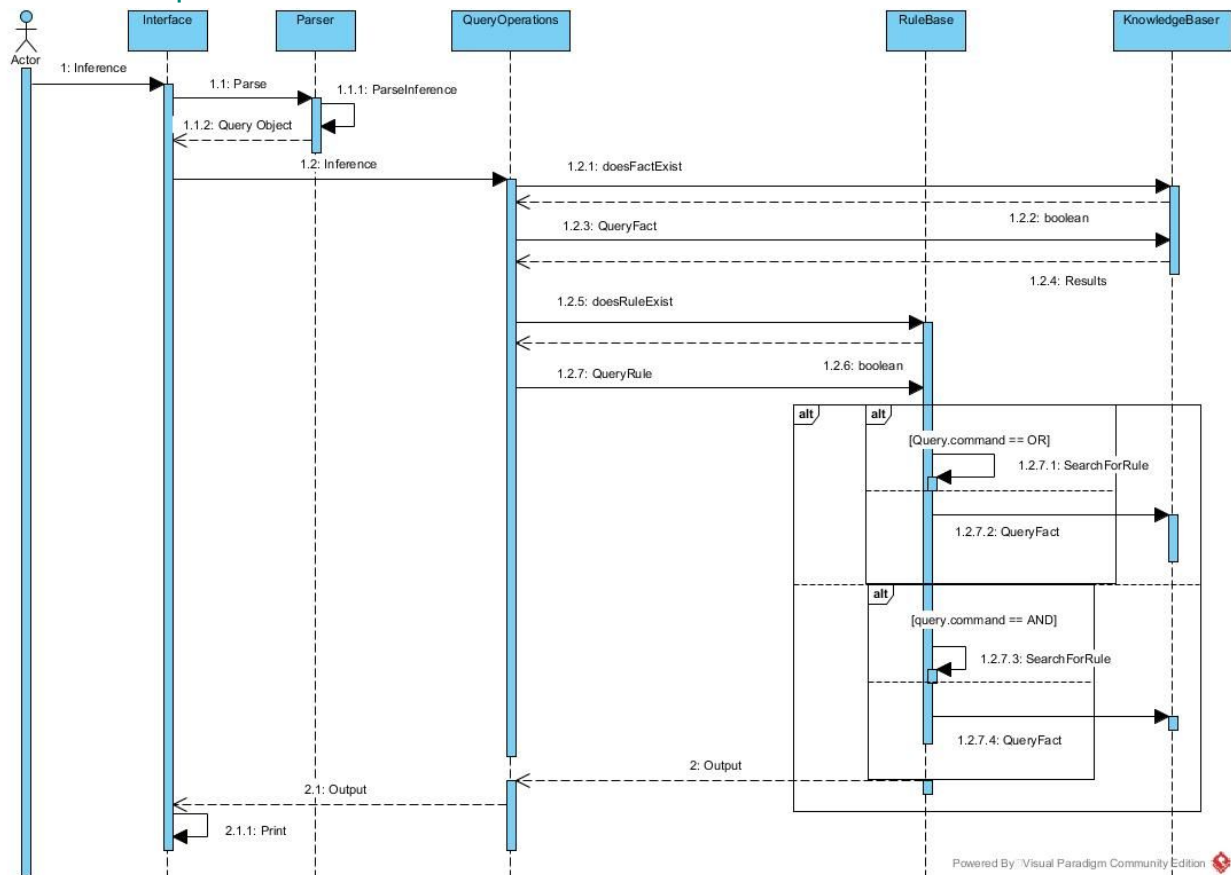 Interface
Parser
QueryOperations
RuleBase
KnowledgeBaser
Actor
1: Inference
1.1: Parse
1.1.1: ParseInference
1.1.2: Query Object
1.2: Inference
1.2.1: doesFactExist
1.2.2: boolean
1.2.3: QueryFact
1.2.4: Results
1.2.5: doesRuleExist
1.2.6: boolean
1.2.7: QueryRule
alt
alt
[Query.command == OR]
1.2.7.1: SearchForRule
1.2.7.2: QueryFact
alt
[query.command == AND]
1.2.7.3: SearchForRule
1.2.7.4: QueryFact
2: Output
2.1: Output
2.1.1: Print
Powered By Visual Paradigm Community Edition